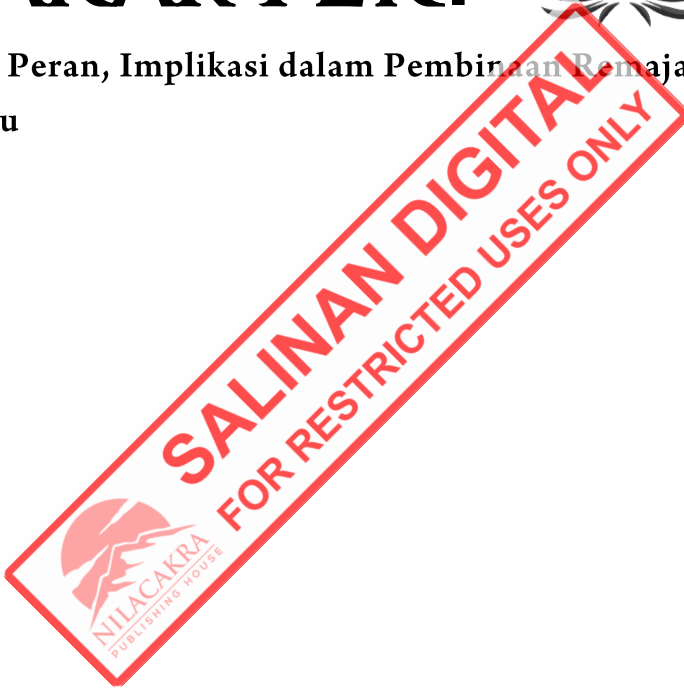 Peran, Implikasi dalam Pembinaan Remaja
u
SALINAN DIGITAL
FOR RESTRICTED USES ONLY
NILACAKRA
PUBLISHING HOUSE